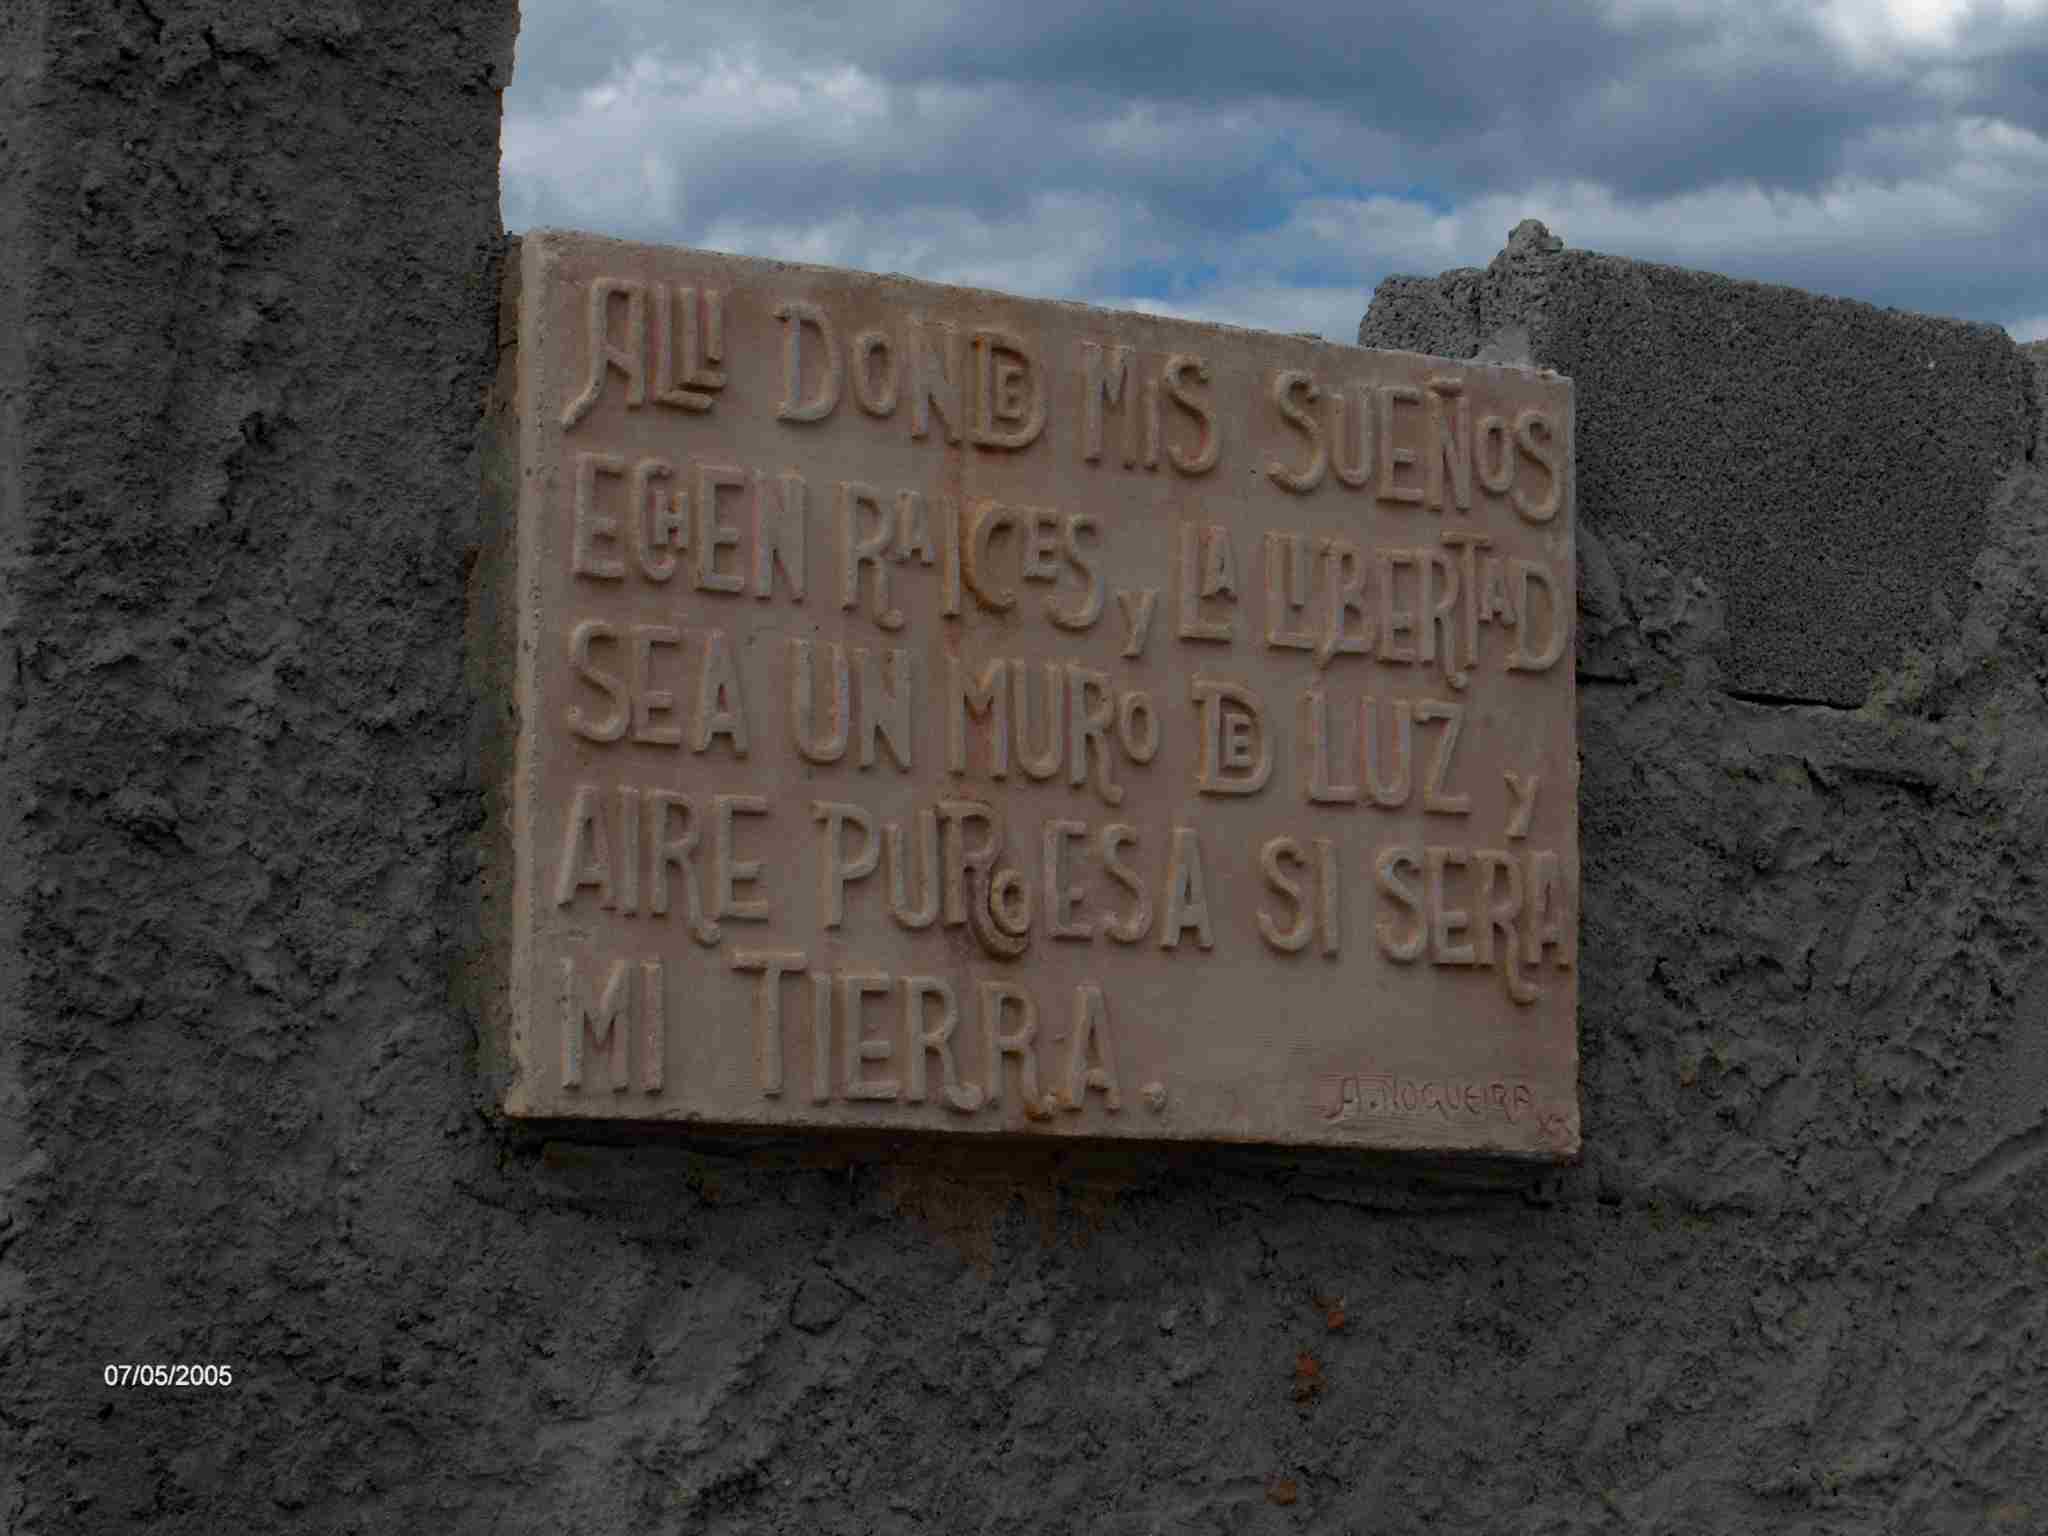 ALLI DONDE MIS SUEÑOS
ECHEN RAICES y LA LIBERTAD
SEA UN MURO DE LUZ y
AIRE PURO ESA SI SERA
MI TIERRA.
A. NOGUEIRA
07/05/2005